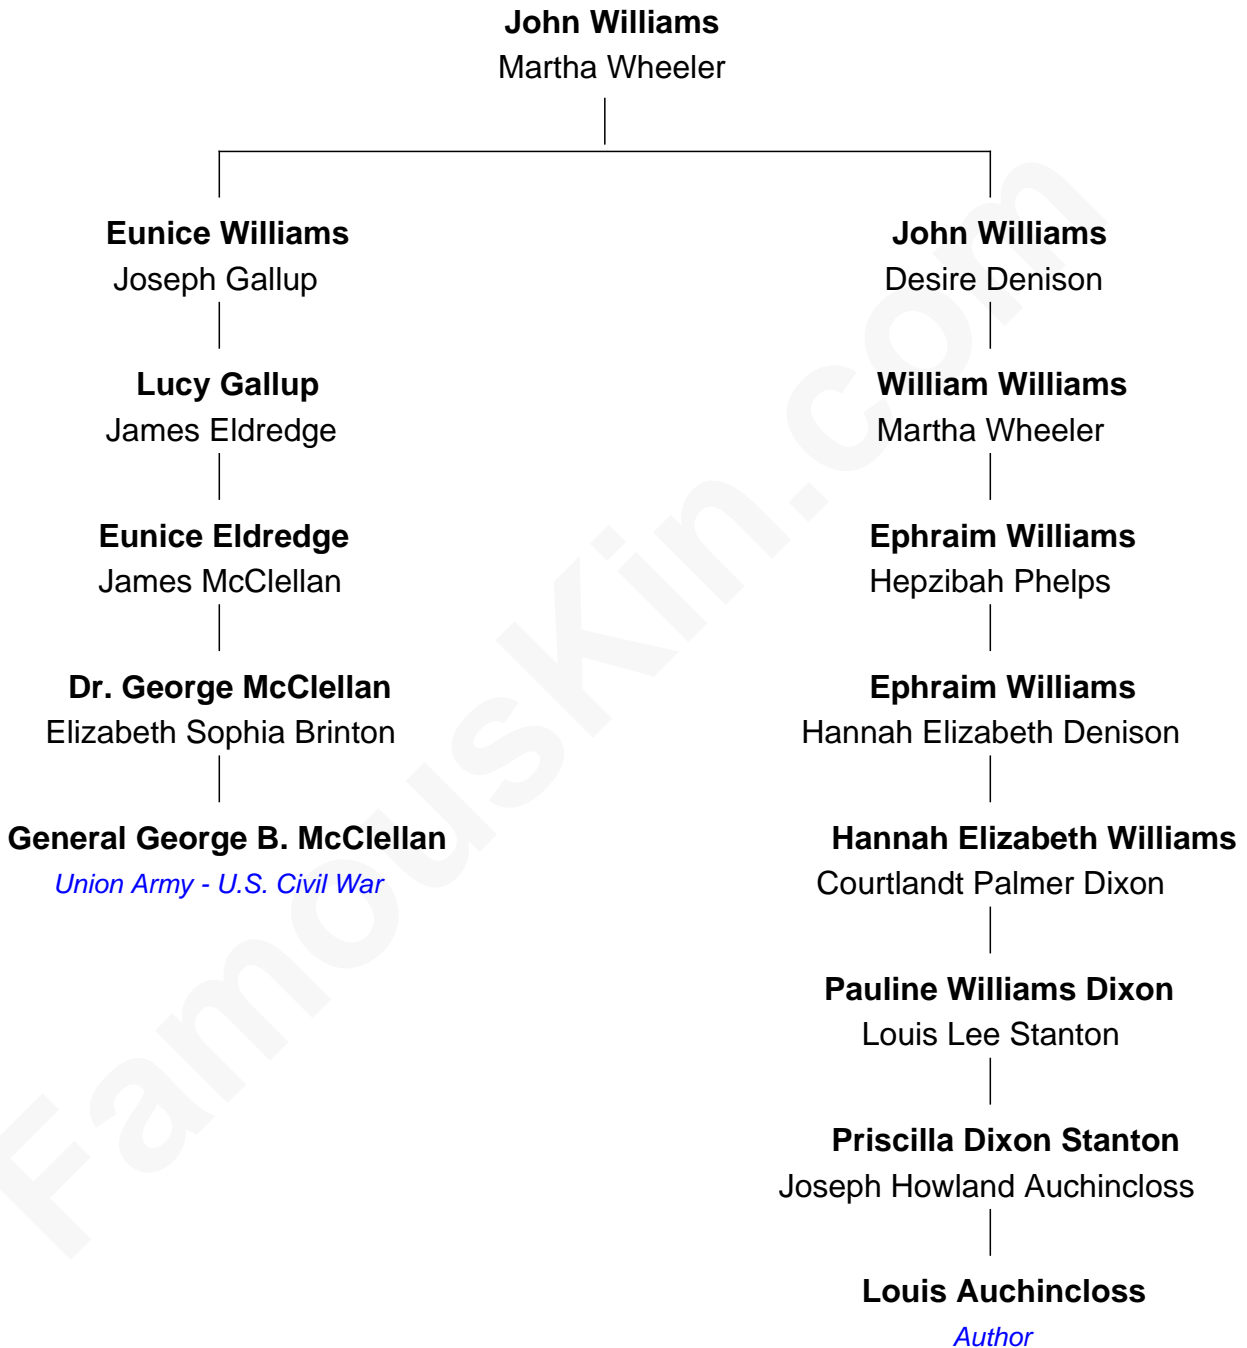 John Williams
Martha Wheeler
Eunice Williams
Joseph Gallup
John Williams
Desire Denison
Lucy Gallup
James Eldredge
William Williams
Martha Wheeler
Eunice Eldredge
James McClellan
Ephraim Williams
Hepzibah Phelps
Dr. George McClellan
Elizabeth Sophia Brinton
Ephraim Williams
Hannah Elizabeth Denison
General George B. McClellan
Union Army - U.S. Civil War
Hannah Elizabeth Williams
Courtlandt Palmer Dixon
Pauline Williams Dixon
Louis Lee Stanton
Priscilla Dixon Stanton
Joseph Howland Auchincloss
Louis Auchincloss
Author
FamousKin.com